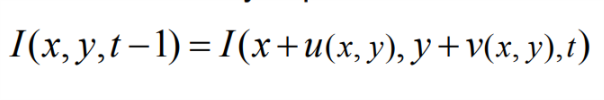 I(x, y, t − 1) = I(x + u(x, y), y + v(x, y), t)